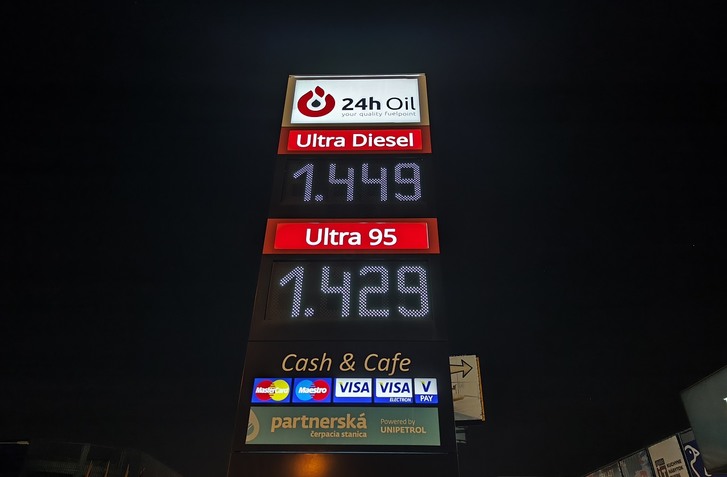 24h Oil
your quality fuelpoint
Ultra Diesel
1.449
Ultra 95
1.429
Cash & Cafe
MasterCard Maestro VISA VISA ELECTRON V PAY
partnerská
čerpacia stanica
Powered by
UNIPETROL